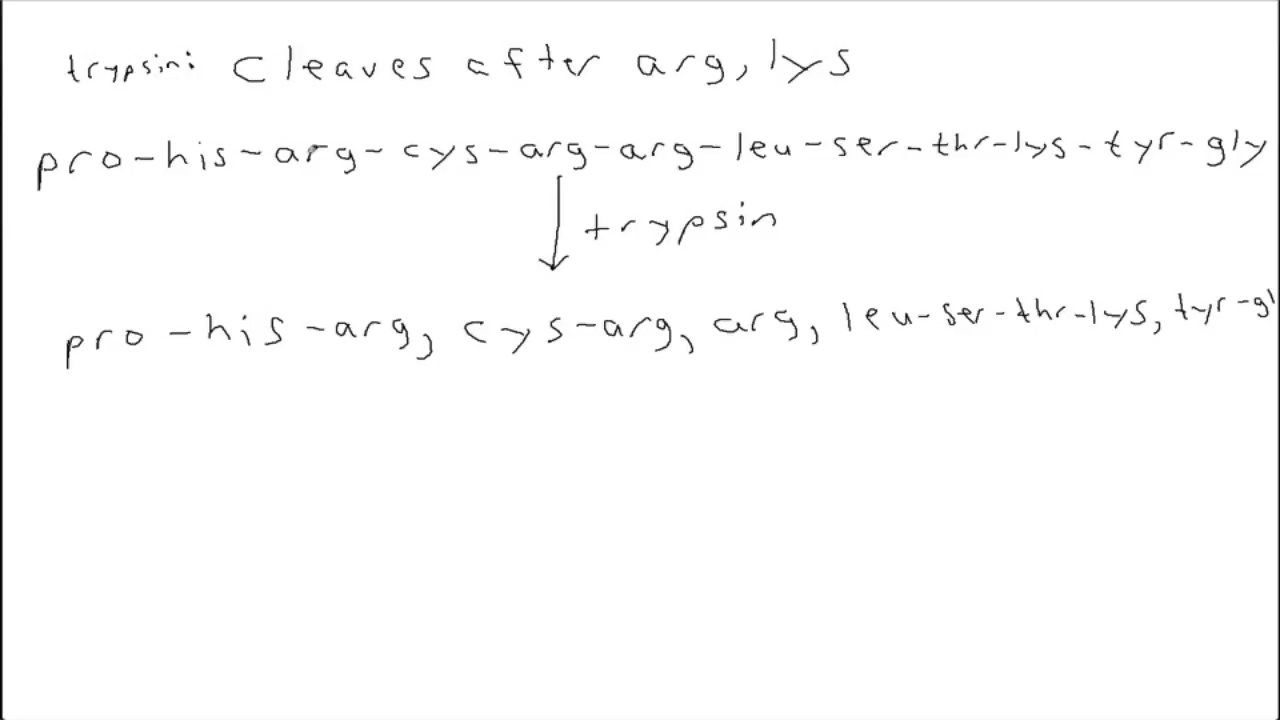 trypsin: cleaves after arg, lys
pro-his-arg-cys-arg-arg-leu-ser-thr-lys-tyr-gly
trypsin
pro-his-arg, cys-arg, arg, leu-ser-thr-lys, tyr-gl